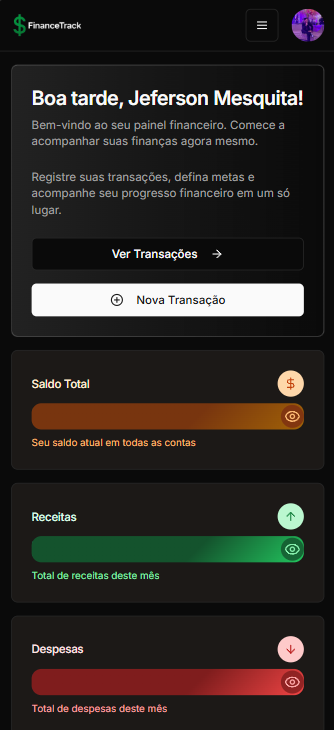 $ FinanceTrack
Boa tarde, Jeferson Mesquita!
Bem-vindo ao seu painel financeiro. Comece a
acompanhar suas finanças agora mesmo.
Registre suas transações, defina metas e
acompanhe seu progresso financeiro em um só
lugar.
Ver Transações →
Nova Transação
Saldo Total
$
Seu saldo atual em todas as contas
Receitas
↑
Total de receitas deste mês
Despesas
↓
Total de despesas deste mês